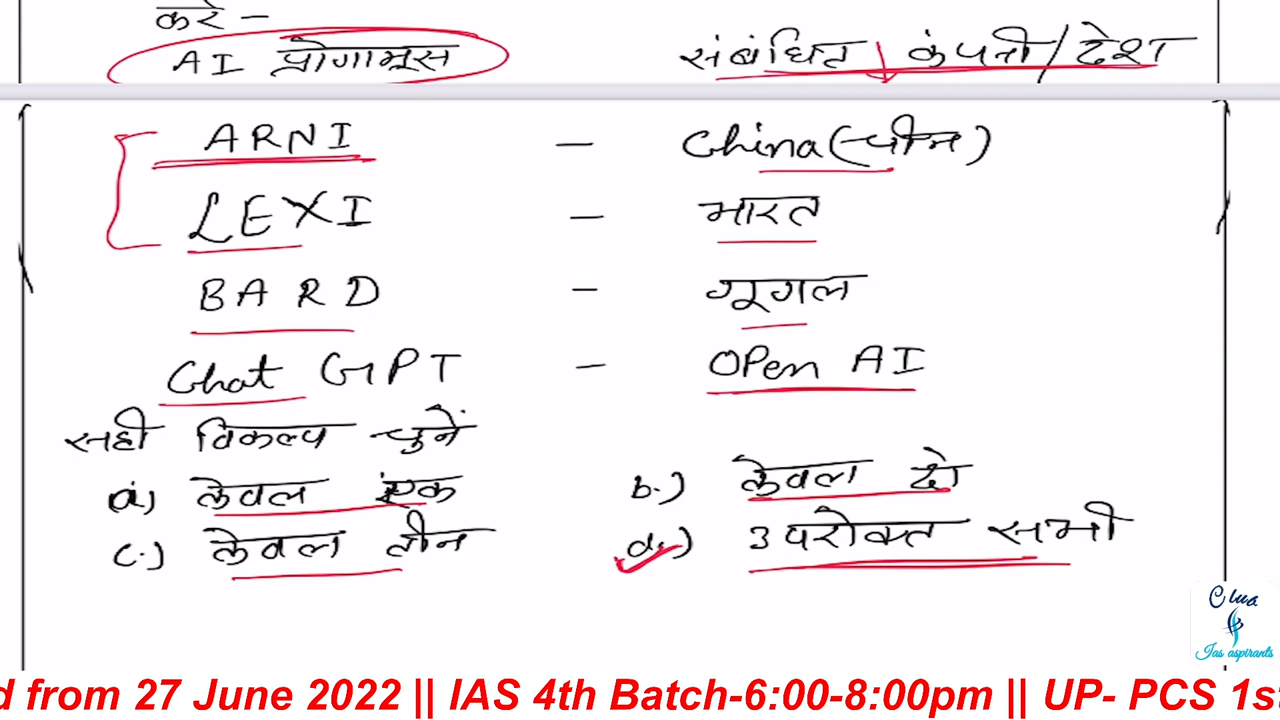 करे -
AI प्रोगामूस संबंधित कंपनी/देश
ARNI - China (चीन)
LEXI - भारत
BARD - गूगल
Chat GPT - OPen AI
सही विकल्प चुनें
a.) केवल एक b.) केवल दो
c.) केवल तीन d.) उपरोक्त सभी
Clua
Ias aspirants
d from 27 June 2022 || IAS 4th Batch-6:00-8:00pm || UP- PCS 1st